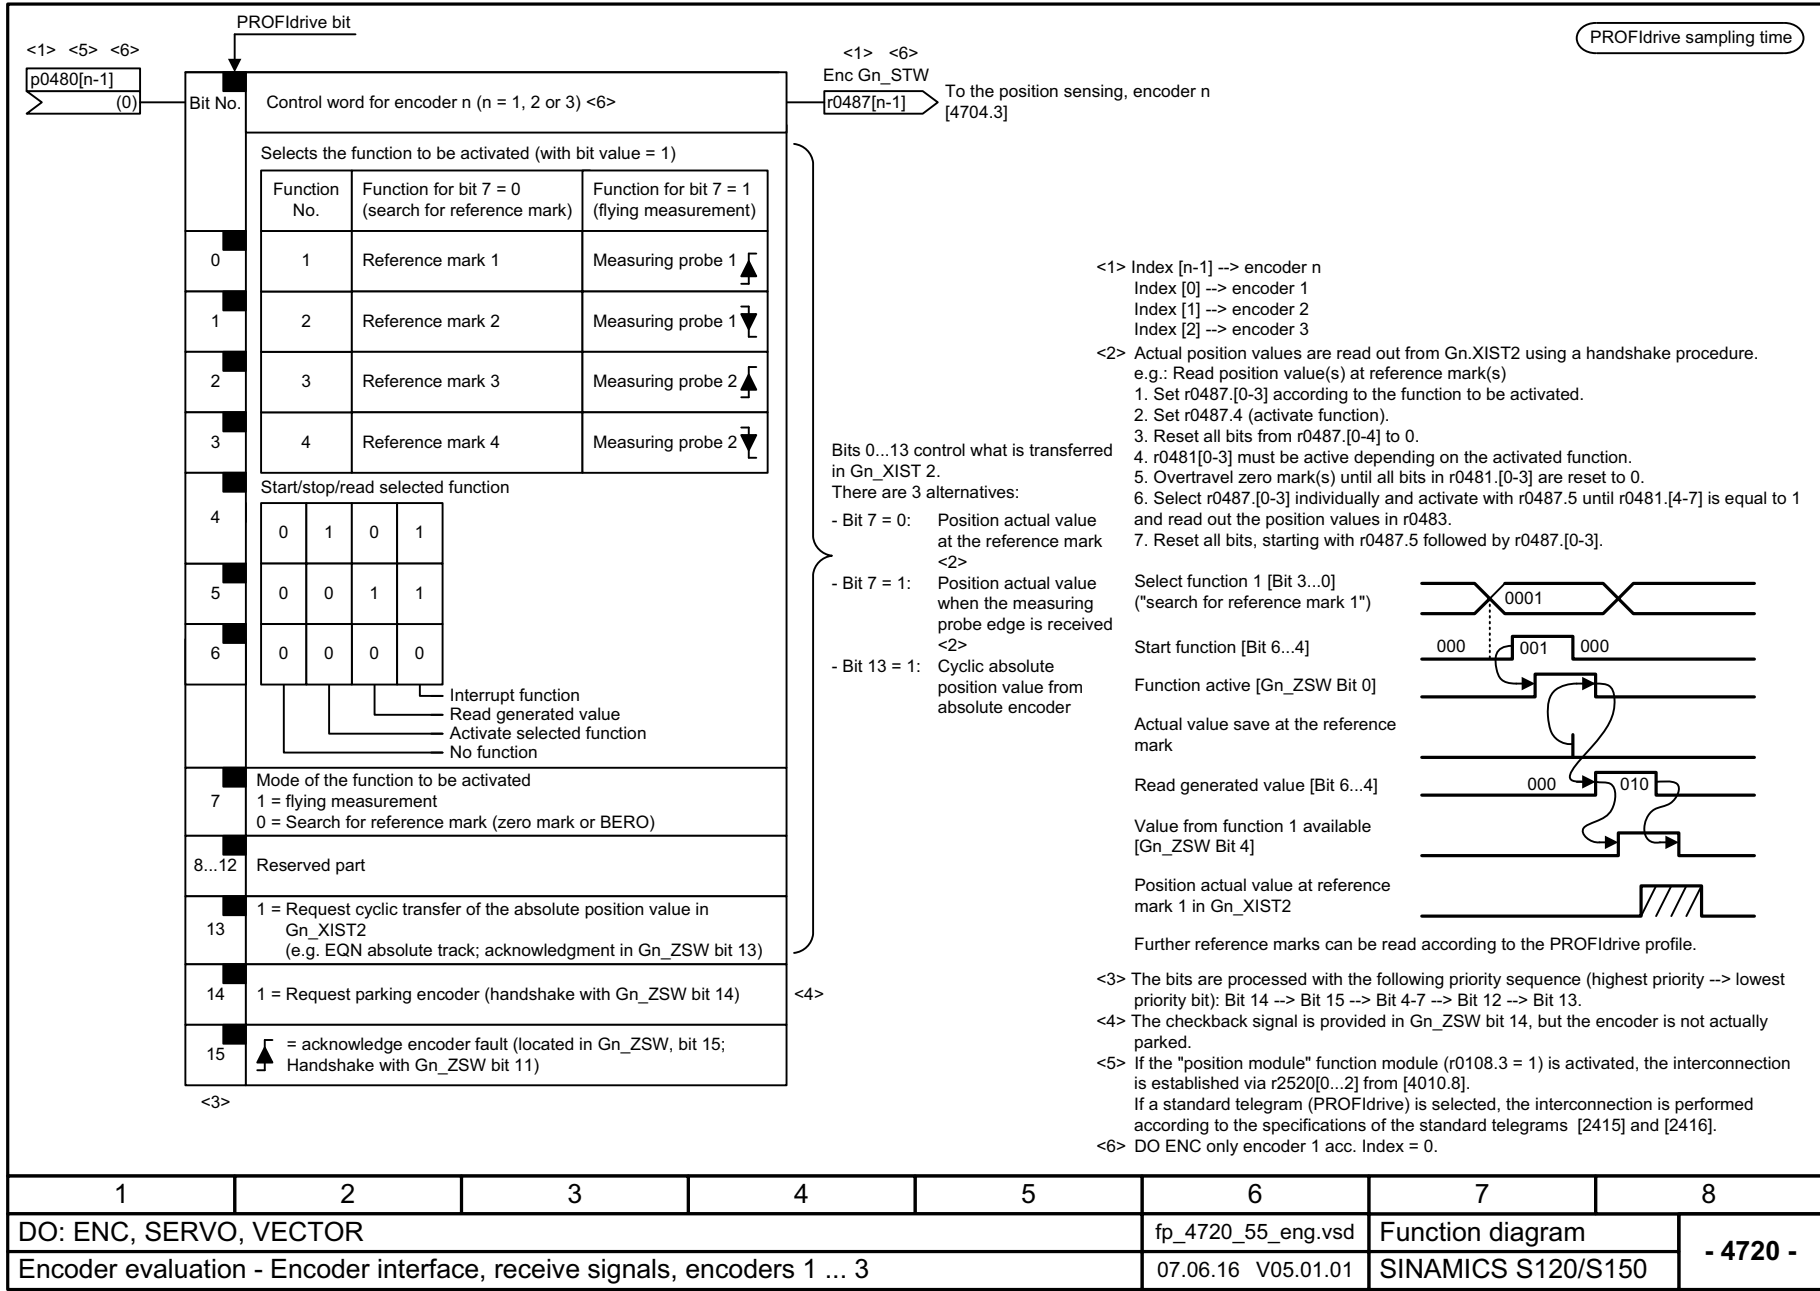 PROFIdrive bit
PROFIdrive sampling time
<1> <5> <6>
p0480[n-1]
(0)
Bit No.
Control word for encoder n (n = 1, 2 or 3) <6>
<1> <6>
Enc Gn_STW
r0487[n-1]
To the position sensing, encoder n
[4704.3]
Selects the function to be activated (with bit value = 1)
Function No.
Function for bit 7 = 0
(search for reference mark)
Function for bit 7 = 1
(flying measurement)
0 1 Reference mark 1 Measuring probe 1
1 2 Reference mark 2 Measuring probe 1
2 3 Reference mark 3 Measuring probe 2
3 4 Reference mark 4 Measuring probe 2
Start/stop/read selected function
4 0 1 0 1
5 0 0 1 1
6 0 0 0 0
Interrupt function
Read generated value
Activate selected function
No function
7
Mode of the function to be activated
1 = flying measurement
0 = Search for reference mark (zero mark or BERO)
8...12 Reserved part
13
1 = Request cyclic transfer of the absolute position value in
Gn_XIST2
(e.g. EQN absolute track; acknowledgment in Gn_ZSW bit 13)
14 1 = Request parking encoder (handshake with Gn_ZSW bit 14) <4>
15
= acknowledge encoder fault (located in Gn_ZSW, bit 15;
Handshake with Gn_ZSW bit 11)
<3>
Bits 0...13 control what is transferred
in Gn_XIST 2.
There are 3 alternatives:
- Bit 7 = 0: Position actual value
at the reference mark
<2>
- Bit 7 = 1: Position actual value
when the measuring
probe edge is received
<2>
- Bit 13 = 1: Cyclic absolute
position value from
absolute encoder
<1> Index [n-1] --> encoder n
Index [0] --> encoder 1
Index [1] --> encoder 2
Index [2] --> encoder 3
<2> Actual position values are read out from Gn.XIST2 using a handshake procedure.
e.g.: Read position value(s) at reference mark(s)
1. Set r0487.[0-3] according to the function to be activated.
2. Set r0487.4 (activate function).
3. Reset all bits from r0487.[0-4] to 0.
4. r0481[0-3] must be active depending on the activated function.
5. Overtravel zero mark(s) until all bits in r0481.[0-3] are reset to 0.
6. Select r0487.[0-3] individually and activate with r0487.5 until r0481.[4-7] is equal to 1
and read out the position values in r0483.
7. Reset all bits, starting with r0487.5 followed by r0487.[0-3].
Select function 1 [Bit 3...0]
("search for reference mark 1")
0001
Start function [Bit 6...4]
000 001 000
Function active [Gn_ZSW Bit 0]
Actual value save at the reference
mark
Read generated value [Bit 6...4]
000 010
Value from function 1 available
[Gn_ZSW Bit 4]
Position actual value at reference
mark 1 in Gn_XIST2
Further reference marks can be read according to the PROFIdrive profile.
<3> The bits are processed with the following priority sequence (highest priority --> lowest
priority bit): Bit 14 --> Bit 15 --> Bit 4-7 --> Bit 12 --> Bit 13.
<4> The checkback signal is provided in Gn_ZSW bit 14, but the encoder is not actually
parked.
<5> If the "position module" function module (r0108.3 = 1) is activated, the interconnection
is established via r2520[0...2] from [4010.8].
If a standard telegram (PROFIdrive) is selected, the interconnection is performed
according to the specifications of the standard telegrams [2415] and [2416].
<6> DO ENC only encoder 1 acc. Index = 0.
1 2 3 4 5 6 7 8
DO: ENC, SERVO, VECTOR
fp_4720_55_eng.vsd
Function diagram
- 4720 -
Encoder evaluation - Encoder interface, receive signals, encoders 1 ... 3
07.06.16 V05.01.01
SINAMICS S120/S150